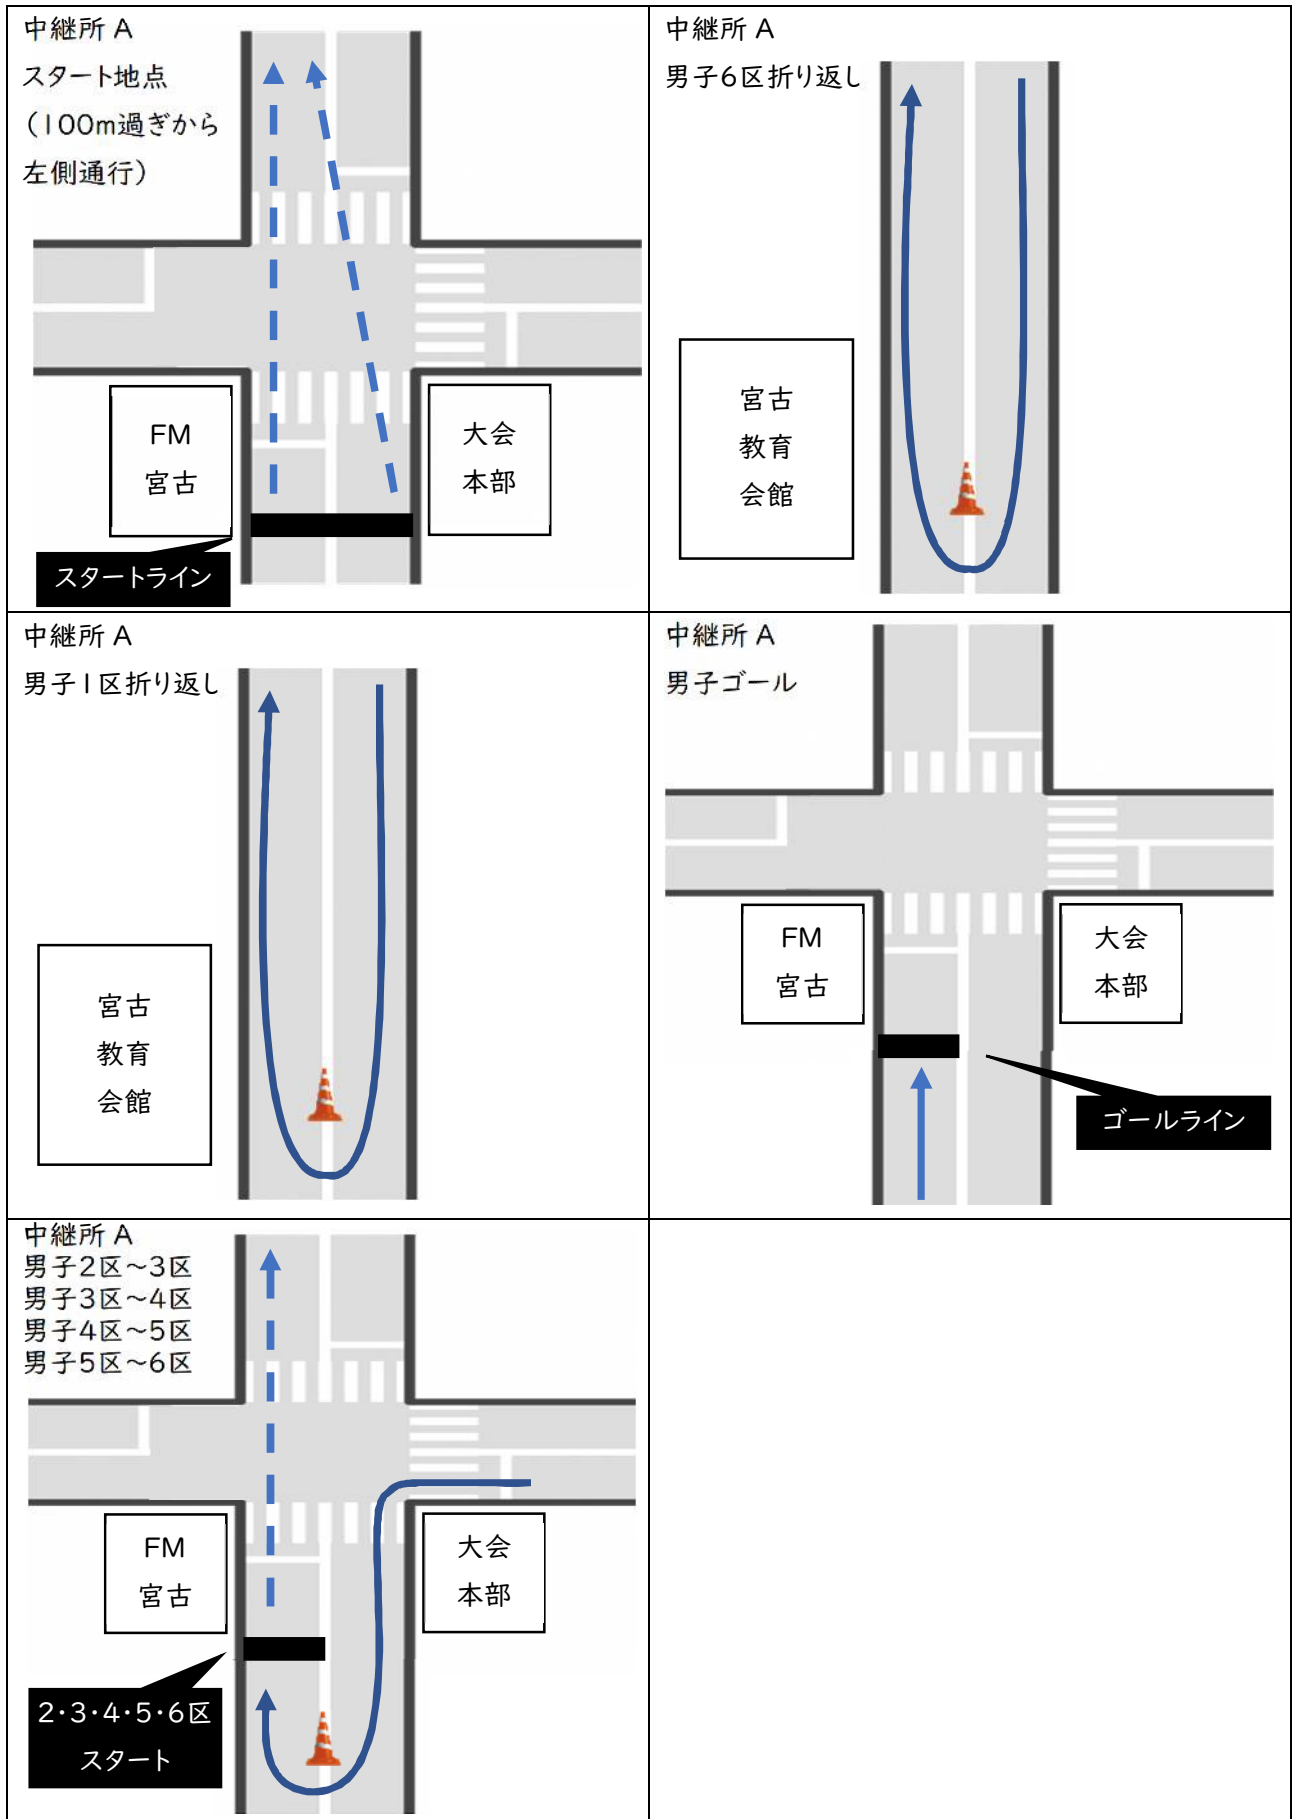 中継所 A
スタート地点
（100m過ぎから
左側通行）
FM
宮古
大会
本部
スタートライン
中継所 A
男子6区折り返し
宮古
教育
会館
中継所 A
男子1区折り返し
宮古
教育
会館
中継所 A
男子ゴール
FM
宮古
大会
本部
ゴールライン
中継所 A
男子2区～3区
男子3区～4区
男子4区～5区
男子5区～6区
FM
宮古
大会
本部
2・3・4・5・6区
スタート